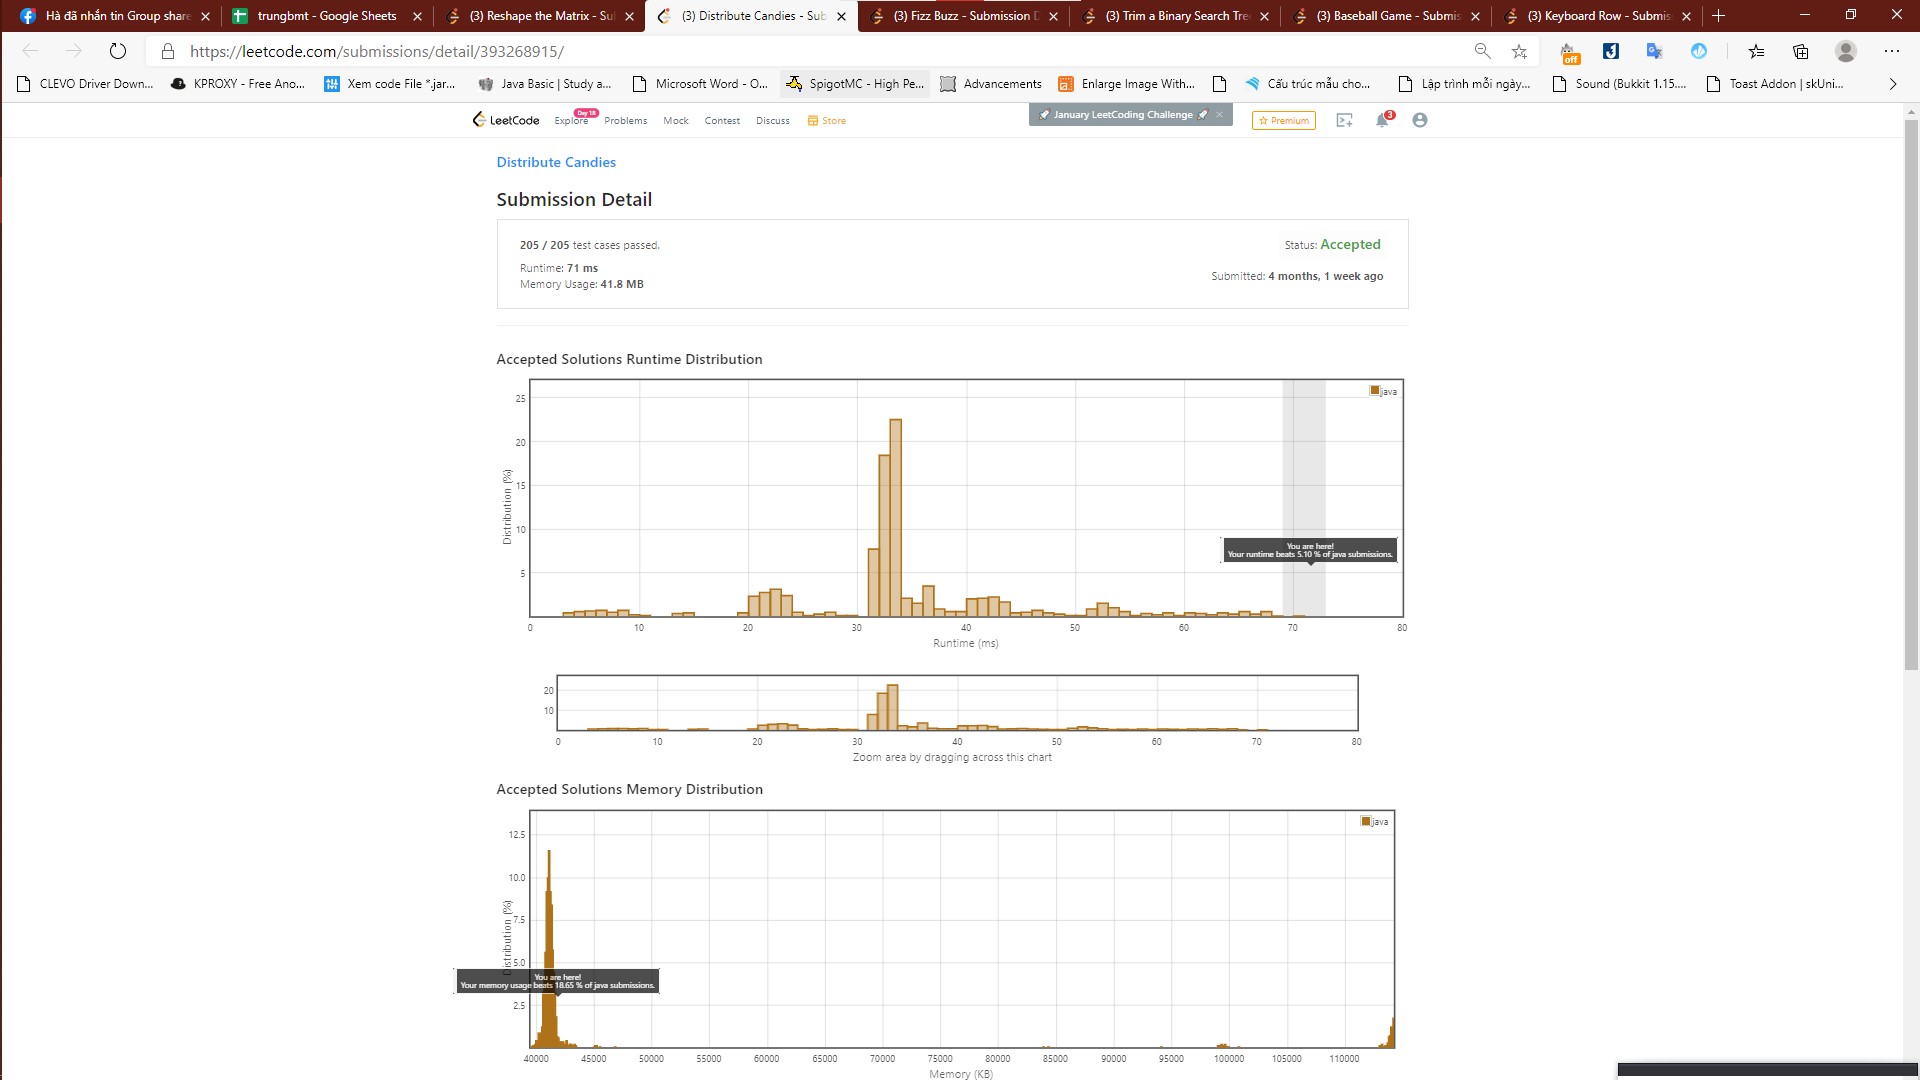 Hà đã nhắn tin Group share
trungbmt - Google Sheets
(3) Reshape the Matrix - Su
(3) Distribute Candies - Sub
(3) Fizz Buzz - Submission D
(3) Trim a Binary Search Tre
(3) Baseball Game - Submis
(3) Keyboard Row - Submis
https://leetcode.com/submissions/detail/393268915/
off
CLEVO Driver Down...
KPROXY - Free Ano...
Xem code File *.jar...
Java Basic | Study a...
Microsoft Word - O...
SpigotMC - High Pe...
Advancements
Enlarge Image With...
Cấu trúc mẫu cho...
Lập trình mỗi ngày...
Sound (Bukkit 1.15....
Toast Addon | skUni...
LeetCode
Explore
Day 18
Problems
Mock
Contest
Discuss
Store
January LeetCoding Challenge
Premium
3
Distribute Candies
Submission Detail
205 / 205 test cases passed.
Status: Accepted
Runtime: 71 ms
Submitted: 4 months, 1 week ago
Memory Usage: 41.8 MB
Accepted Solutions Runtime Distribution
java
25
20
15
10
5
Distribution (%)
You are here!
Your runtime beats 5.10 % of java submissions.
0 10 20 30 40 50 60 70 80
Runtime (ms)
20
10
0 10 20 30 40 50 60 70 80
Zoom area by dragging across this chart
Accepted Solutions Memory Distribution
java
12.5
10.0
7.5
5.0
2.5
Distribution (%)
You are here!
Your memory usage beats 18.65 % of java submissions.
40000 45000 50000 55000 60000 65000 70000 75000 80000 85000 90000 95000 100000 105000 110000
Memory (KB)